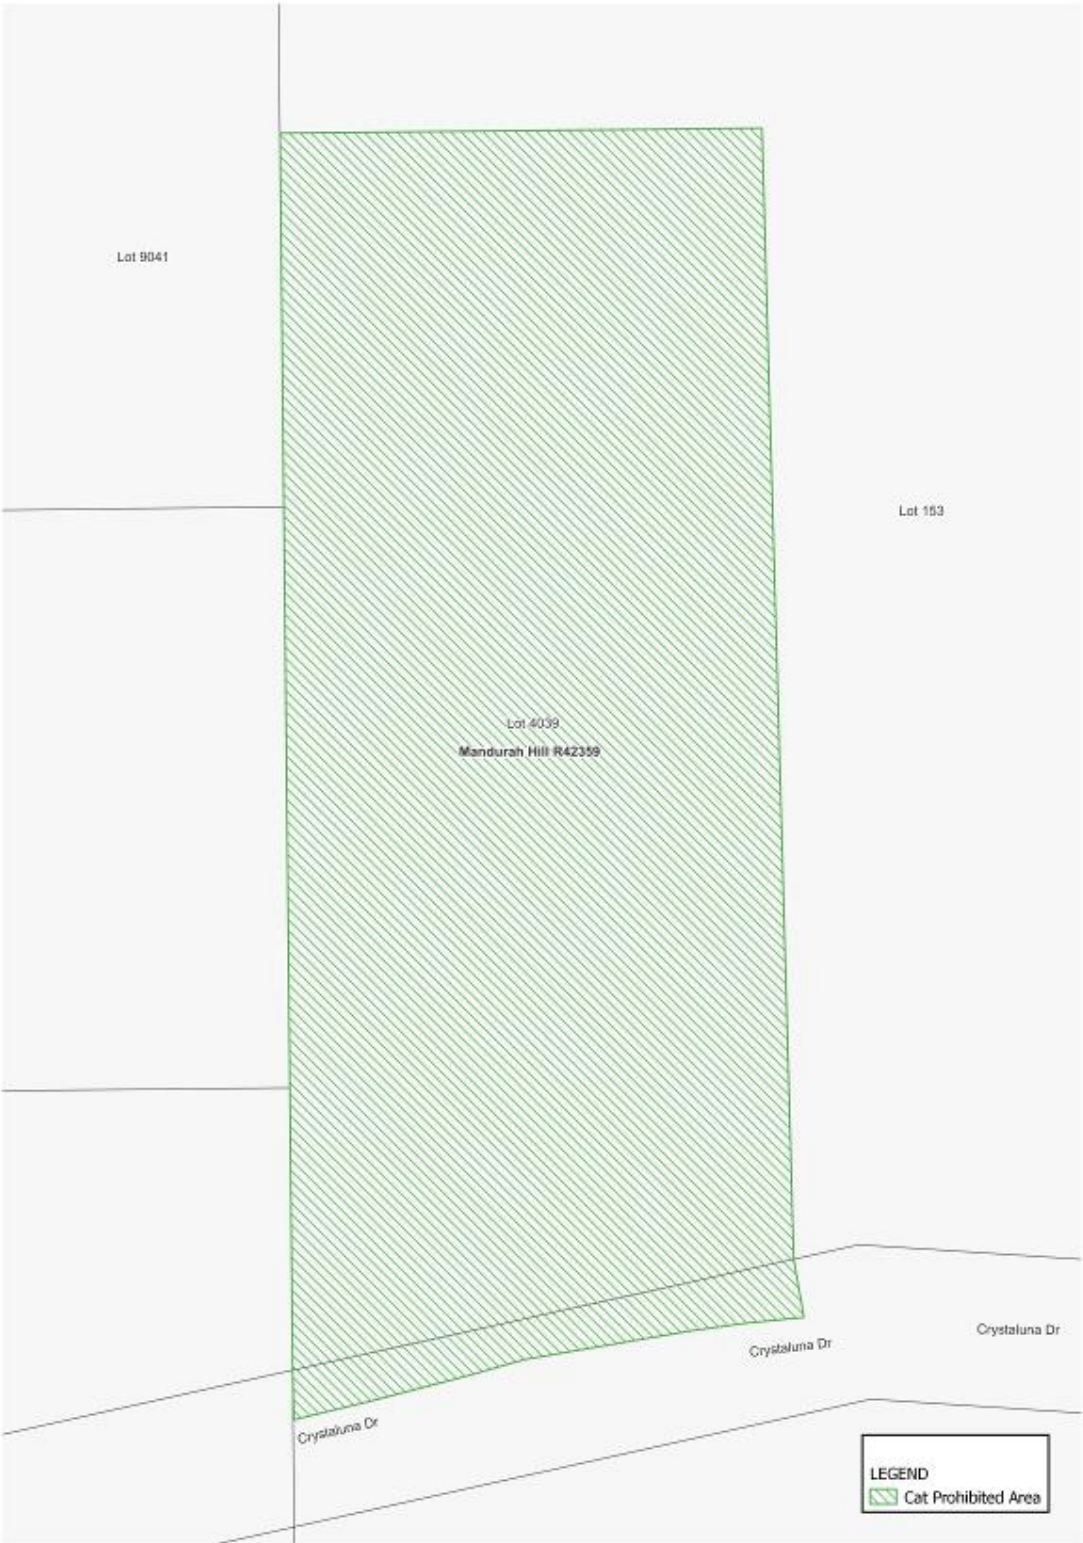 Lot 9041
Lot 153
Lot 4039
Mandurah Hill R42359
Crystaluna Dr
Crystaluna Dr
Crystaluna Dr
LEGEND
Cat Prohibited Area